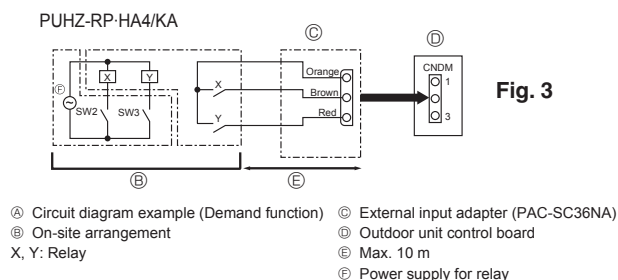 PUHZ-RP·HA4/KA
Ⓒ
Ⓓ
CNDM
1
3
Orange
Brown
Red
X
Y
X
Y
Ⓕ
SW2
SW3
Fig. 3
Ⓑ
Ⓔ
Ⓐ Circuit diagram example (Demand function)
Ⓑ On-site arrangement
X, Y: Relay
Ⓒ External input adapter (PAC-SC36NA)
Ⓓ Outdoor unit control board
Ⓔ Max. 10 m
Ⓕ Power supply for relay